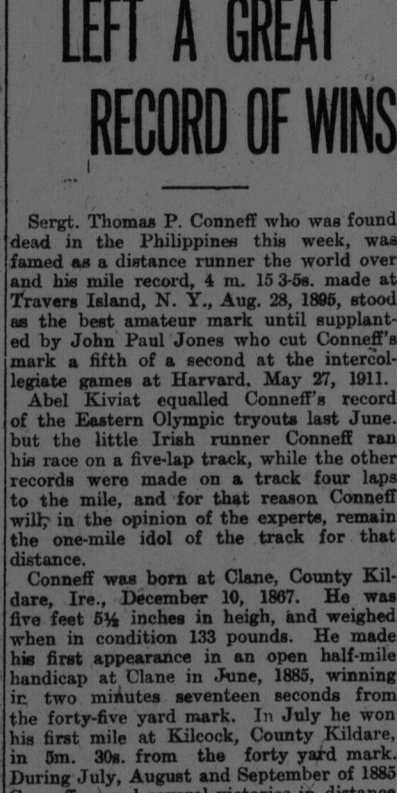 LEFT A GREAT
RECORD OF WINS
Sergt. Thomas P. Conneff who was found
dead in the Philippines this week, was
famed as a distance runner the world over
and his mile record, 4 m. 15 3-5s. made at
Travers Island, N. Y., Aug. 28, 1895, stood
as the best amateur mark until supplant-
ed by John Paul Jones who cut Conneff's
mark a fifth of a second at the intercol-
legiate games at Harvard. May 27, 1911.
Abel Kiviat equalled Conneff's record
of the Eastern Olympic tryouts last June.
but the little Irish runner Conneff ran
his race on a five-lap track, while the other
records were made on a track four laps
to the mile, and for that reason Conneff
will, in the opinion of the experts, remain
the one-mile idol of the track for that
distance.
Conneff was born at Clane, County Kil-
dare, Ire., December 10, 1867. He was
five feet 5½ inches in heigh, and weighed
when in condition 133 pounds. He made
his first appearance in an open half-mile
handicap at Clane in June, 1885, winning
in two minutes seventeen seconds from
the forty-five yard mark. In July he won
his first mile at Kilcock, County Kildare,
in 5m. 30s. from the forty yard mark.
During July, August and September of 1885